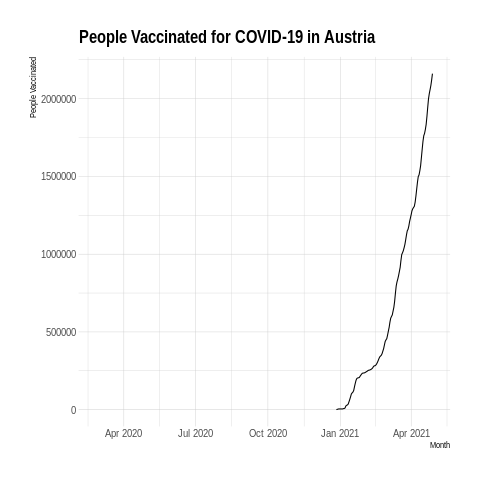 People Vaccinated for COVID-19 in Austria
People Vaccinated
2000000
1500000
1000000
500000
0
Apr 2020 Jul 2020 Oct 2020 Jan 2021 Apr 2021
Month